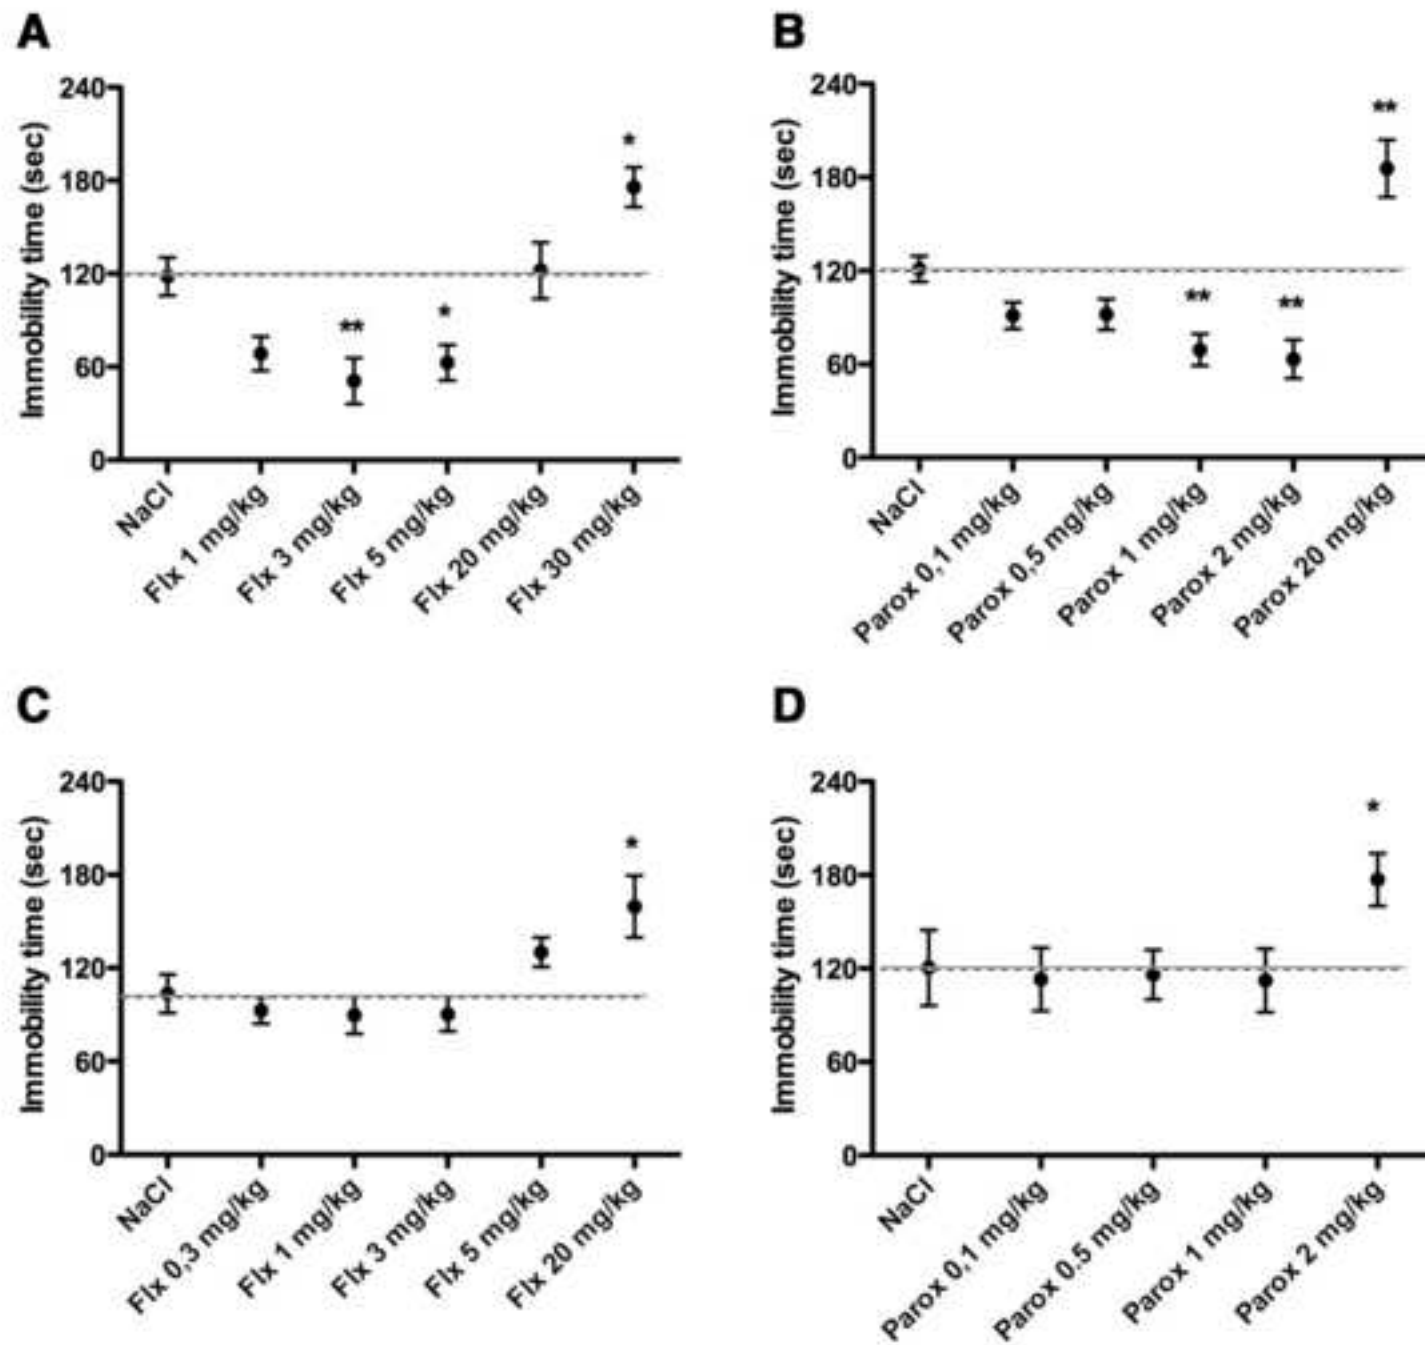 A
Immobility time (sec)
240
180
120
60
0
*
**
*
NaCl
Flx 1 mg/kg
Flx 3 mg/kg
Flx 5 mg/kg
Flx 20 mg/kg
Flx 30 mg/kg
B
Immobility time (sec)
240
180
120
60
0
**
**
**
NaCl
Parox 0,1 mg/kg
Parox 0,5 mg/kg
Parox 1 mg/kg
Parox 2 mg/kg
Parox 20 mg/kg
C
Immobility time (sec)
240
180
120
60
0
*
NaCl
Flx 0,3 mg/kg
Flx 1 mg/kg
Flx 3 mg/kg
Flx 5 mg/kg
Flx 20 mg/kg
D
Immobility time (sec)
240
180
120
60
0
*
NaCl
Parox 0,1 mg/kg
Parox 0.5 mg/kg
Parox 1 mg/kg
Parox 2 mg/kg